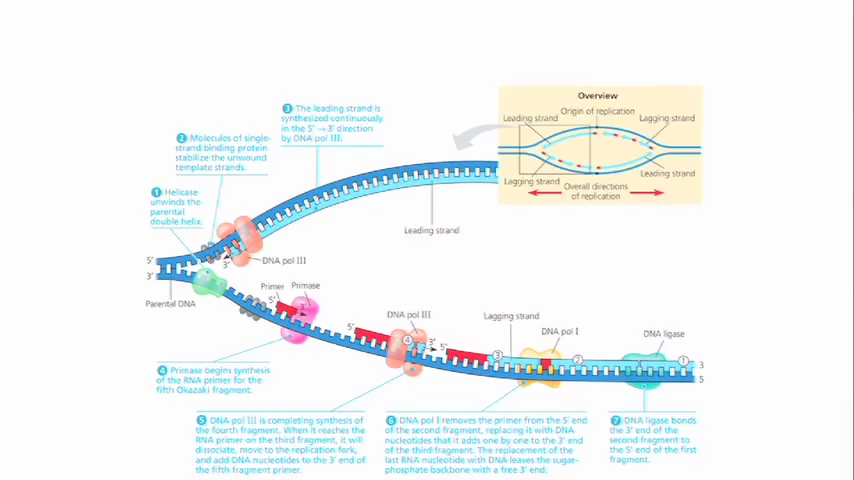 Overview
Origin of replication
Leading strand
Lagging strand
Lagging strand
Leading strand
Overall directions
of replication
3 The leading strand is
synthesized continuously
in the 5' → 3' direction
by DNA pol III.
2 Molecules of single-
strand binding protein
stabilize the unwound
template strands.
1 Helicase
unwinds the
parental
double helix.
Leading strand
5'
3'
3'
DNA pol III
Parental DNA
Primer
Primase
5'
3'
DNA pol III
5'
4
3'
5'
Lagging strand
3
DNA pol I
2
DNA ligase
1
3
5
4 Primase begins synthesis
of the RNA primer for the
fifth Okazaki fragment.
5 DNA pol III is completing synthesis of
the fourth fragment. When it reaches the
RNA primer on the third fragment, it will
dissociate, move to the replication fork,
and add DNA nucleotides to the 3' end of
the fifth fragment primer.
6 DNA pol I removes the primer from the 5' end
of the second fragment, replacing it with DNA
nucleotides that it adds one by one to the 3' end
of the third fragment. The replacement of the
last RNA nucleotide with DNA leaves the sugar-
phosphate backbone with a free 3' end.
7 DNA ligase bonds
the 3' end of the
second fragment to
the 5' end of the first
fragment.